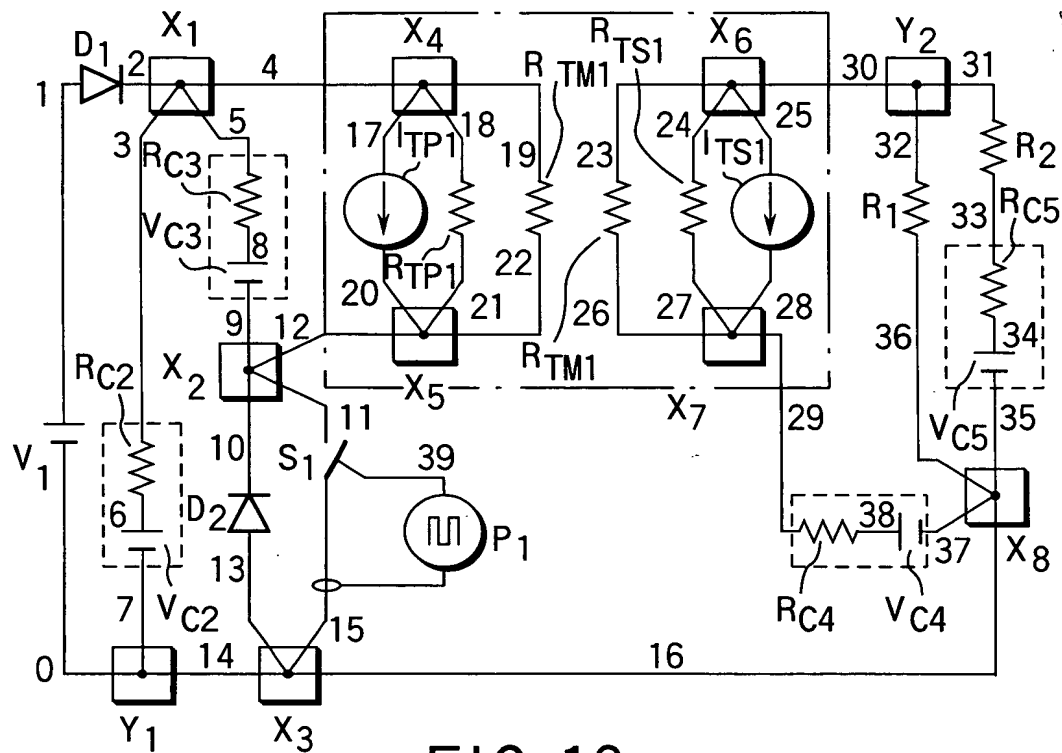 D1 X1 X4 X6 Y2
1 2 4 30 31
RTM1 RTS1
3 5 17 18 19 23 24 25 32
RC3 ITP1 ITS1 R2
VC3 8 RTP1 R1 33 RC5
9 12 20 21 22 26 27 28 34
X2 X5 RTM1 X7 36 VC5 35
RC2 10 11 29
V1 S1 39
6 D2 P1 38 37 X8
7 VC2 13 RC4 VC4
15
0 14 16
Y1 X3